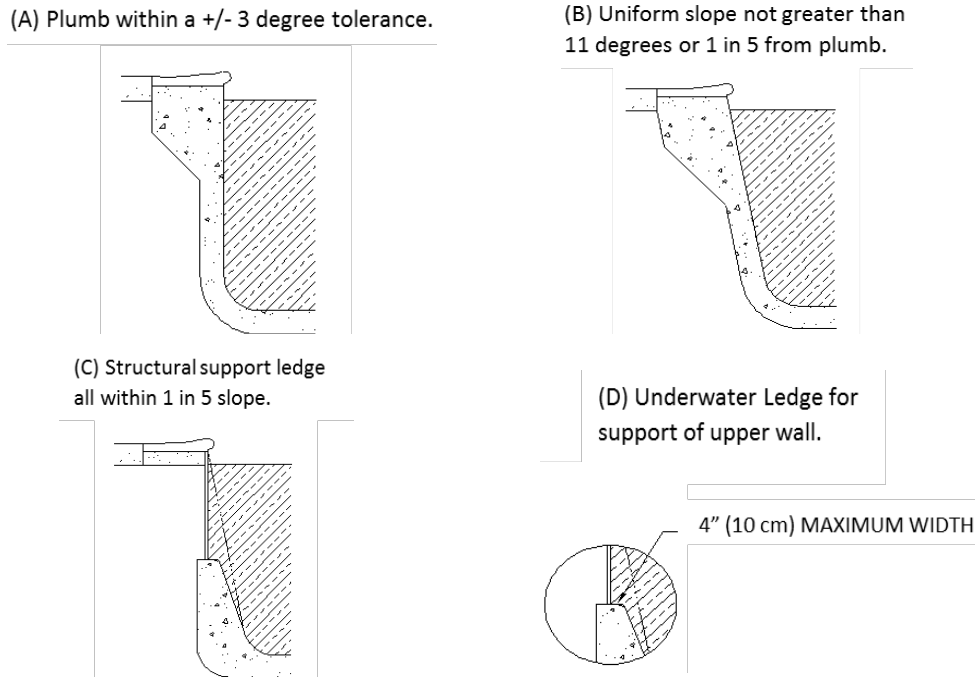 (A) Plumb within a +/- 3 degree tolerance.
(B) Uniform slope not greater than
11 degrees or 1 in 5 from plumb.
(C) Structural support ledge
all within 1 in 5 slope.
(D) Underwater Ledge for
support of upper wall.
4” (10 cm) MAXIMUM WIDTH